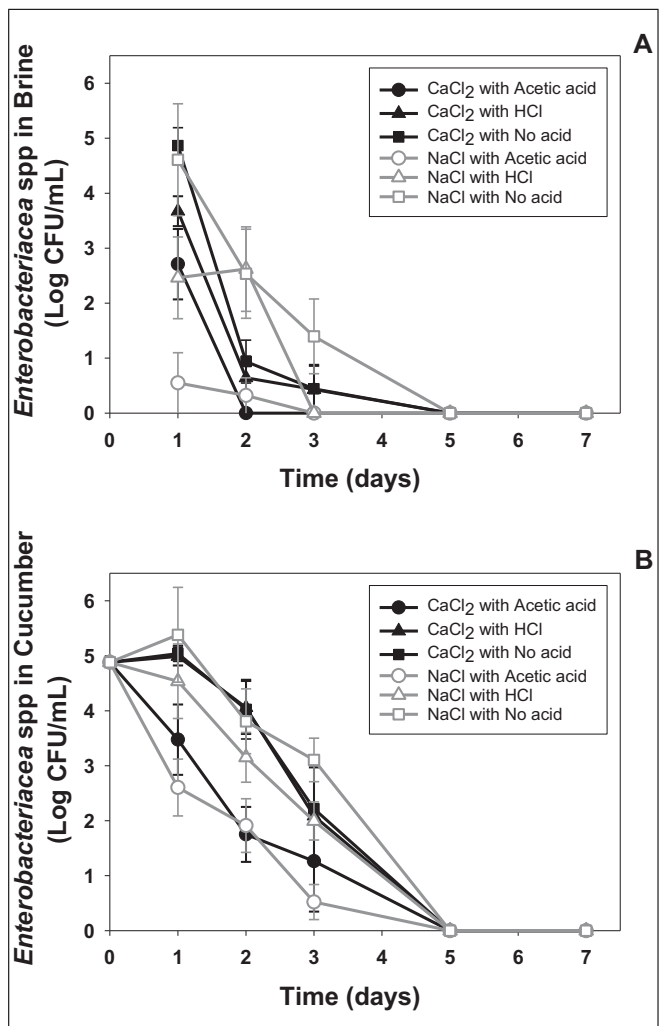 A
Enterobacteriacea spp in Brine
(Log CFU/mL)
6
5
4
3
2
1
0
CaCl2 with Acetic acid
CaCl2 with HCl
CaCl2 with No acid
NaCl with Acetic acid
NaCl with HCl
NaCl with No acid
0 1 2 3 4 5 6 7
Time (days)
B
Enterobacteriacea spp in Cucumber
(Log CFU/mL)
6
5
4
3
2
1
0
CaCl2 with Acetic acid
CaCl2 with HCl
CaCl2 with No acid
NaCl with Acetic acid
NaCl with HCl
NaCl with No acid
0 1 2 3 4 5 6 7
Time (days)